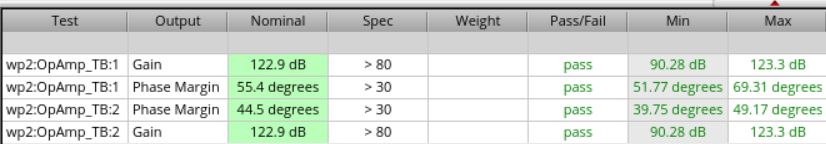 Test Output Nominal Spec Weight Pass/Fail Min Max
wp2:OpAmp_TB:1 Gain 122.9 dB > 80 pass 90.28 dB 123.3 dB
wp2:OpAmp_TB:1 Phase Margin 55.4 degrees > 30 pass 51.77 degrees 69.31 degrees
wp2:OpAmp_TB:2 Phase Margin 44.5 degrees > 30 pass 39.75 degrees 49.17 degrees
wp2:OpAmp_TB:2 Gain 122.9 dB > 80 pass 90.28 dB 123.3 dB